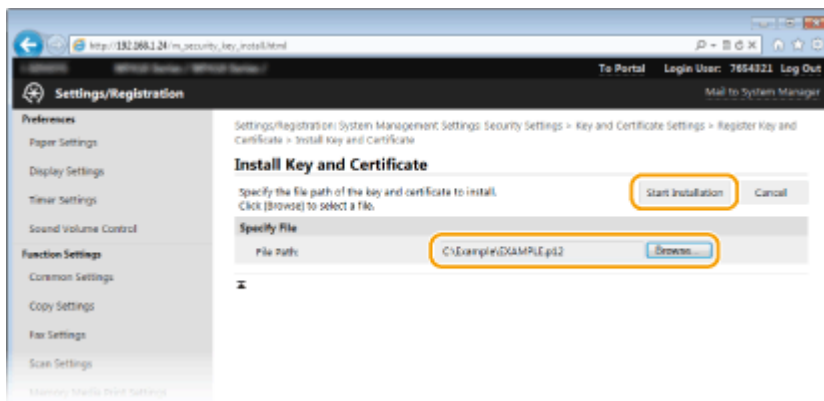 http://192.168.1.24/m_security_key_install.html
To Portal Login User: 7654321 Log Out
Settings/Registration
Mail to System Manager
Preferences
Paper Settings
Display Settings
Timer Settings
Sound Volume Control
Function Settings
Common Settings
Copy Settings
Fax Settings
Scan Settings
Memory Media Print Settings
Settings/Registration: System Management Settings: Security Settings > Key and Certificate Settings > Register Key and
Certificate > Install Key and Certificate
Install Key and Certificate
Specify the file path of the key and certificate to install.
Click [Browse] to select a file.
Start Installation
Cancel
Specify File
File Path:
C:\Example\EXAMPLE.p12
Browse...